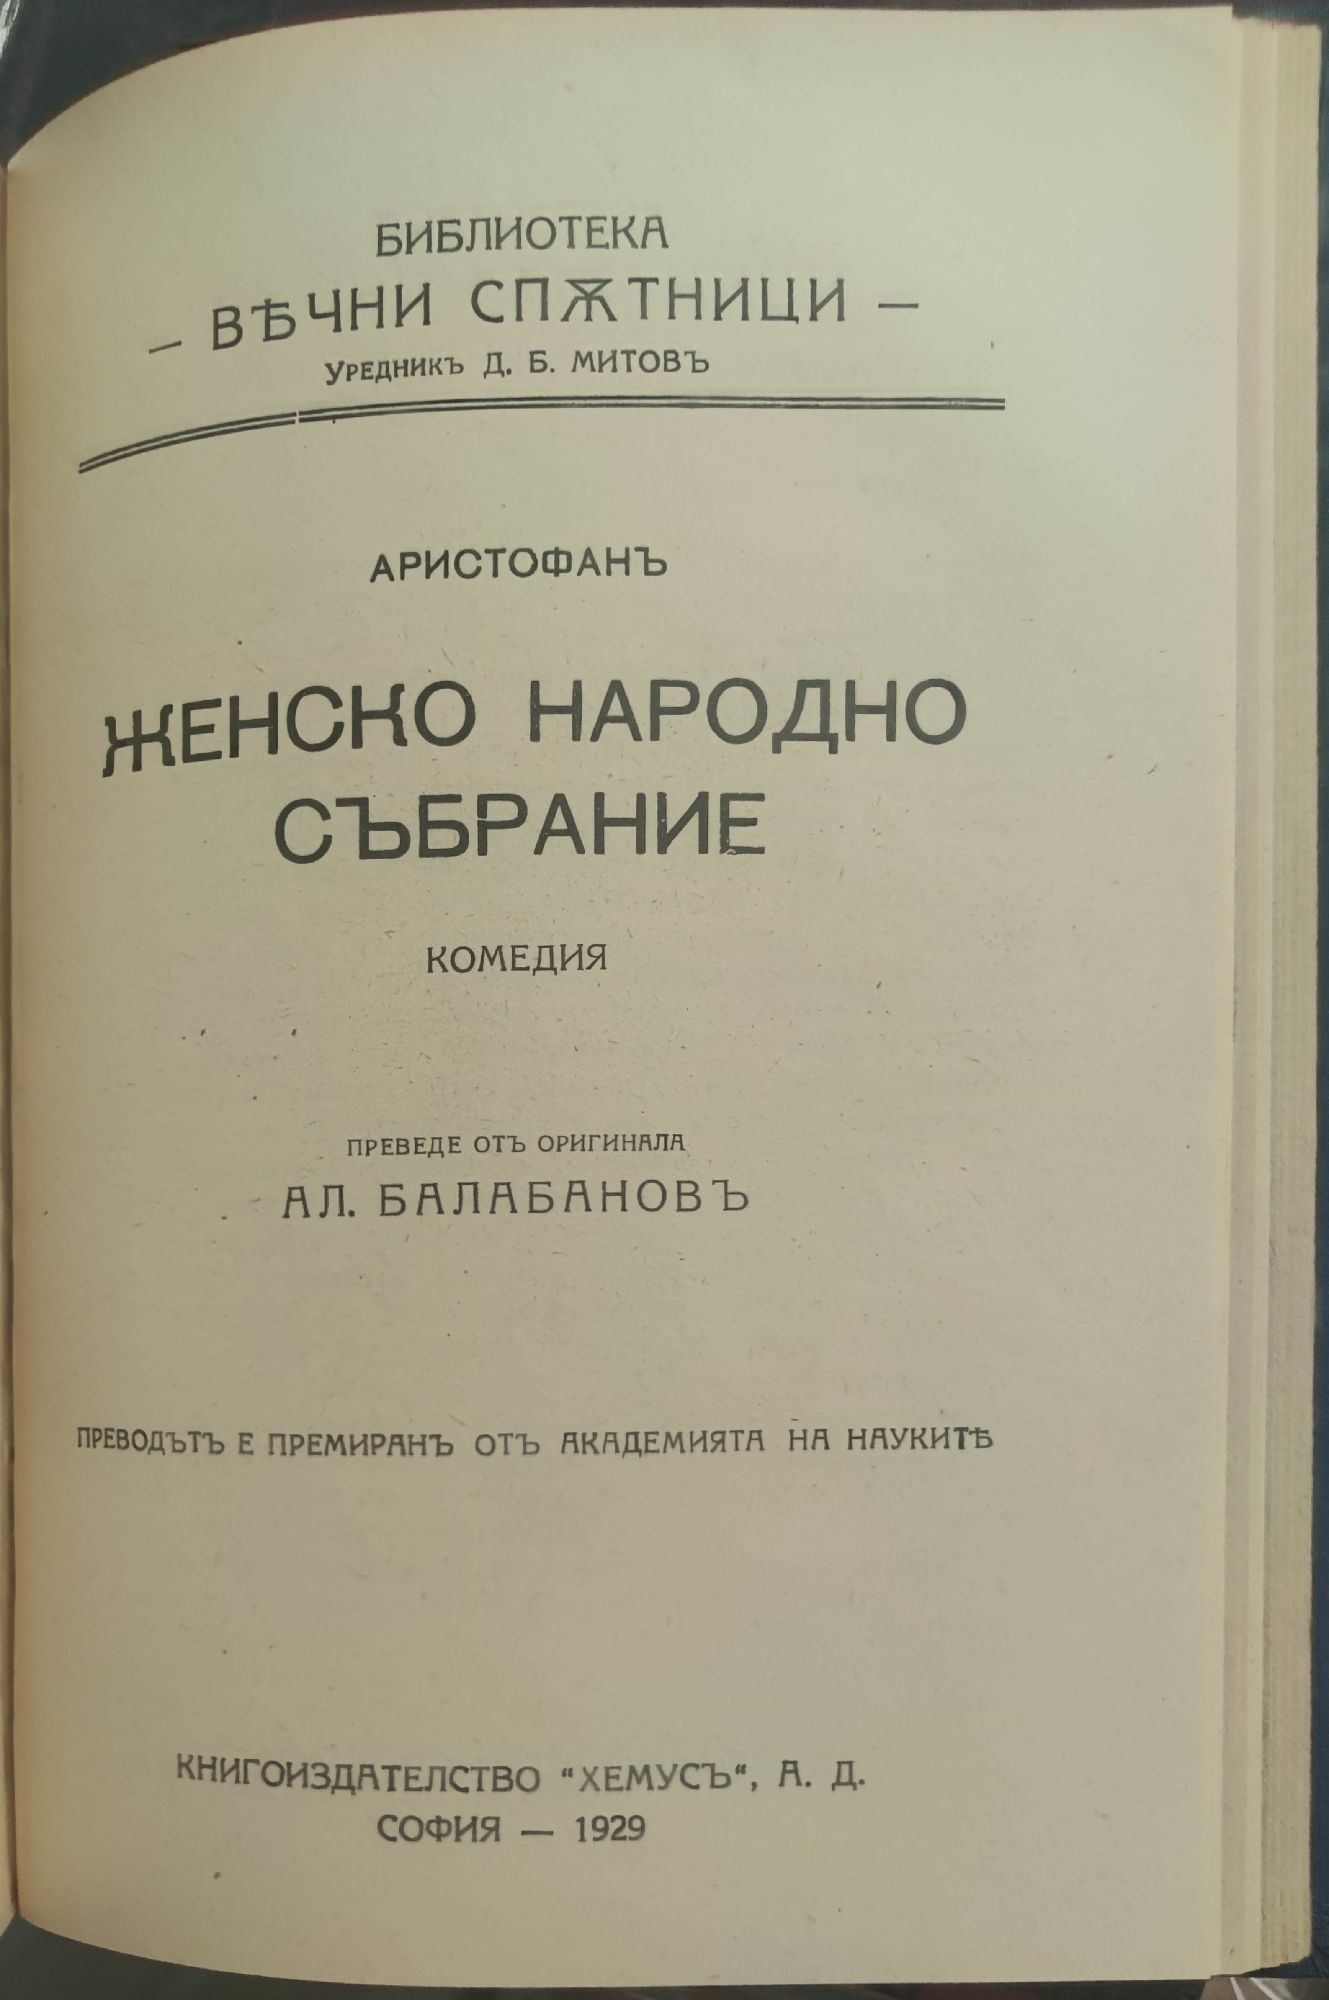 БИБЛИОТЕКА
— ВѢЧНИ СПѪТНИЦИ —
УРЕДНИКЪ Д. Б. МИТОВЪ
АРИСТОФАНЪ
ЖЕНСКО НАРОДНО
СЪБРАНИЕ
КОМЕДИЯ
ПРЕВЕДЕ ОТЪ ОРИГИНАЛА
АЛ. БАЛАБАНОВЪ
ПРЕВОДЪТЪ Е ПРЕМИРАНЪ ОТЪ АКАДЕМИЯТА НА НАУКИТѢ
КНИГОИЗДАТЕЛСТВО “ХЕМУСЪ“, А. Д.
СОФИЯ — 1929